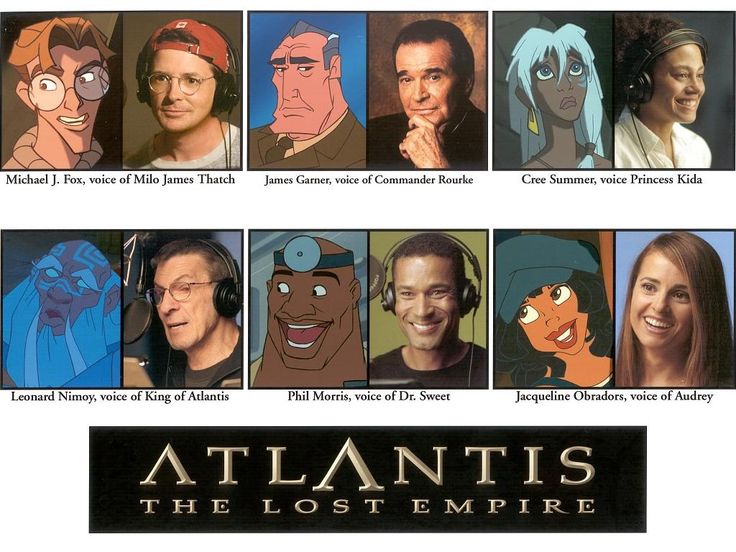 Michael J. Fox, voice of Milo James Thatch
James Garner, voice of Commander Rourke
Cree Summer, voice Princess Kida
Leonard Nimoy, voice of King of Atlantis
Phil Morris, voice of Dr. Sweet
Jacqueline Obradors, voice of Audrey
ATLANTIS
THE LOST EMPIRE